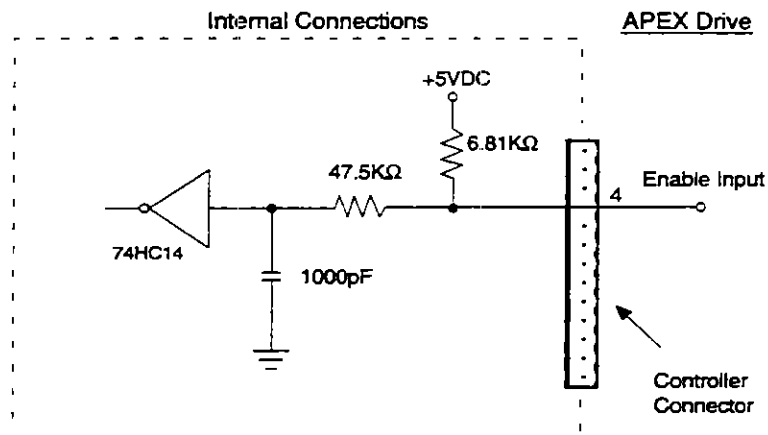 Internal Connections
APEX Drive
+5VDC
6.81KΩ
47.5KΩ
Enable Input
4
74HC14
1000pF
Controller
Connector